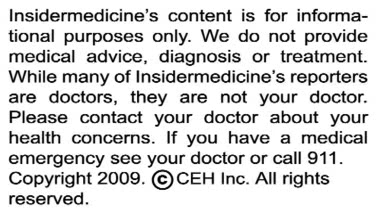 Insidermedicine's content is for informa-
tional purposes only. We do not provide
medical advice, diagnosis or treatment.
While many of Insidermedicine's reporters
are doctors, they are not your doctor.
Please contact your doctor about your
health concerns. If you have a medical
emergency see your doctor or call 911.
Copyright 2009. ©CEH Inc. All rights
reserved.